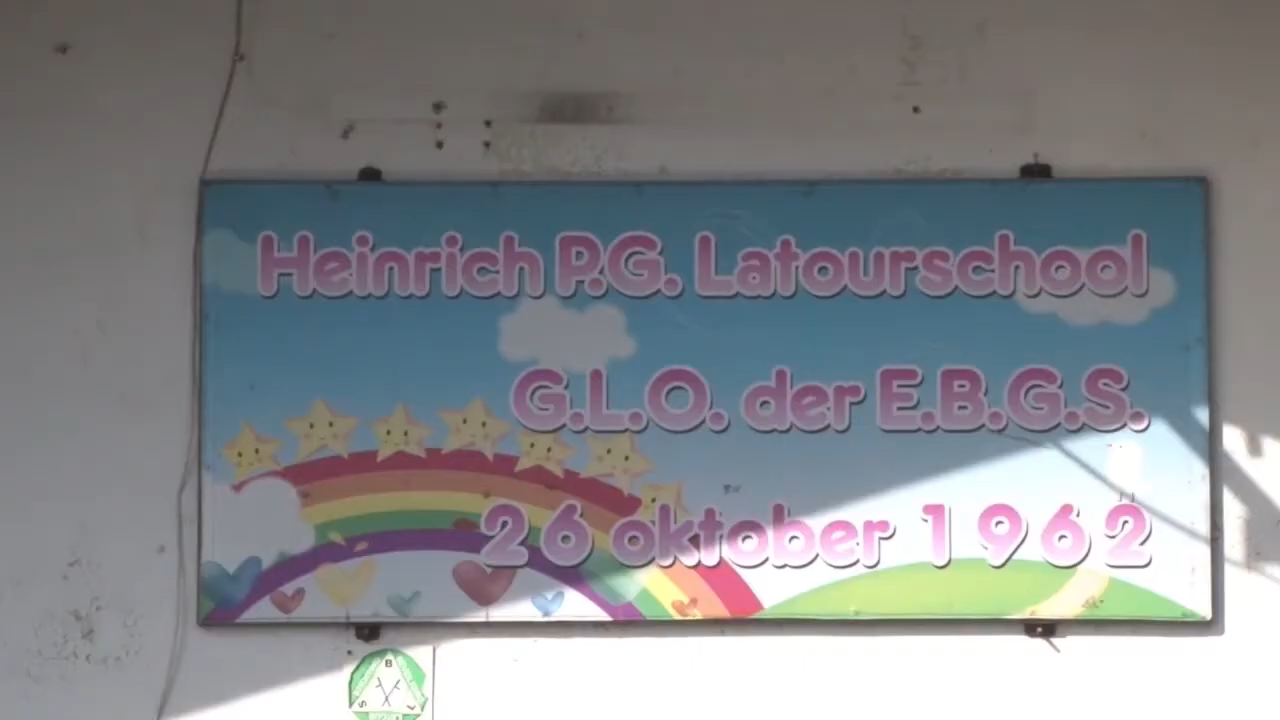 Heinrich P.G. Latourschool
G.L.O. der E.B.G.S.
26 oktober 1962
B